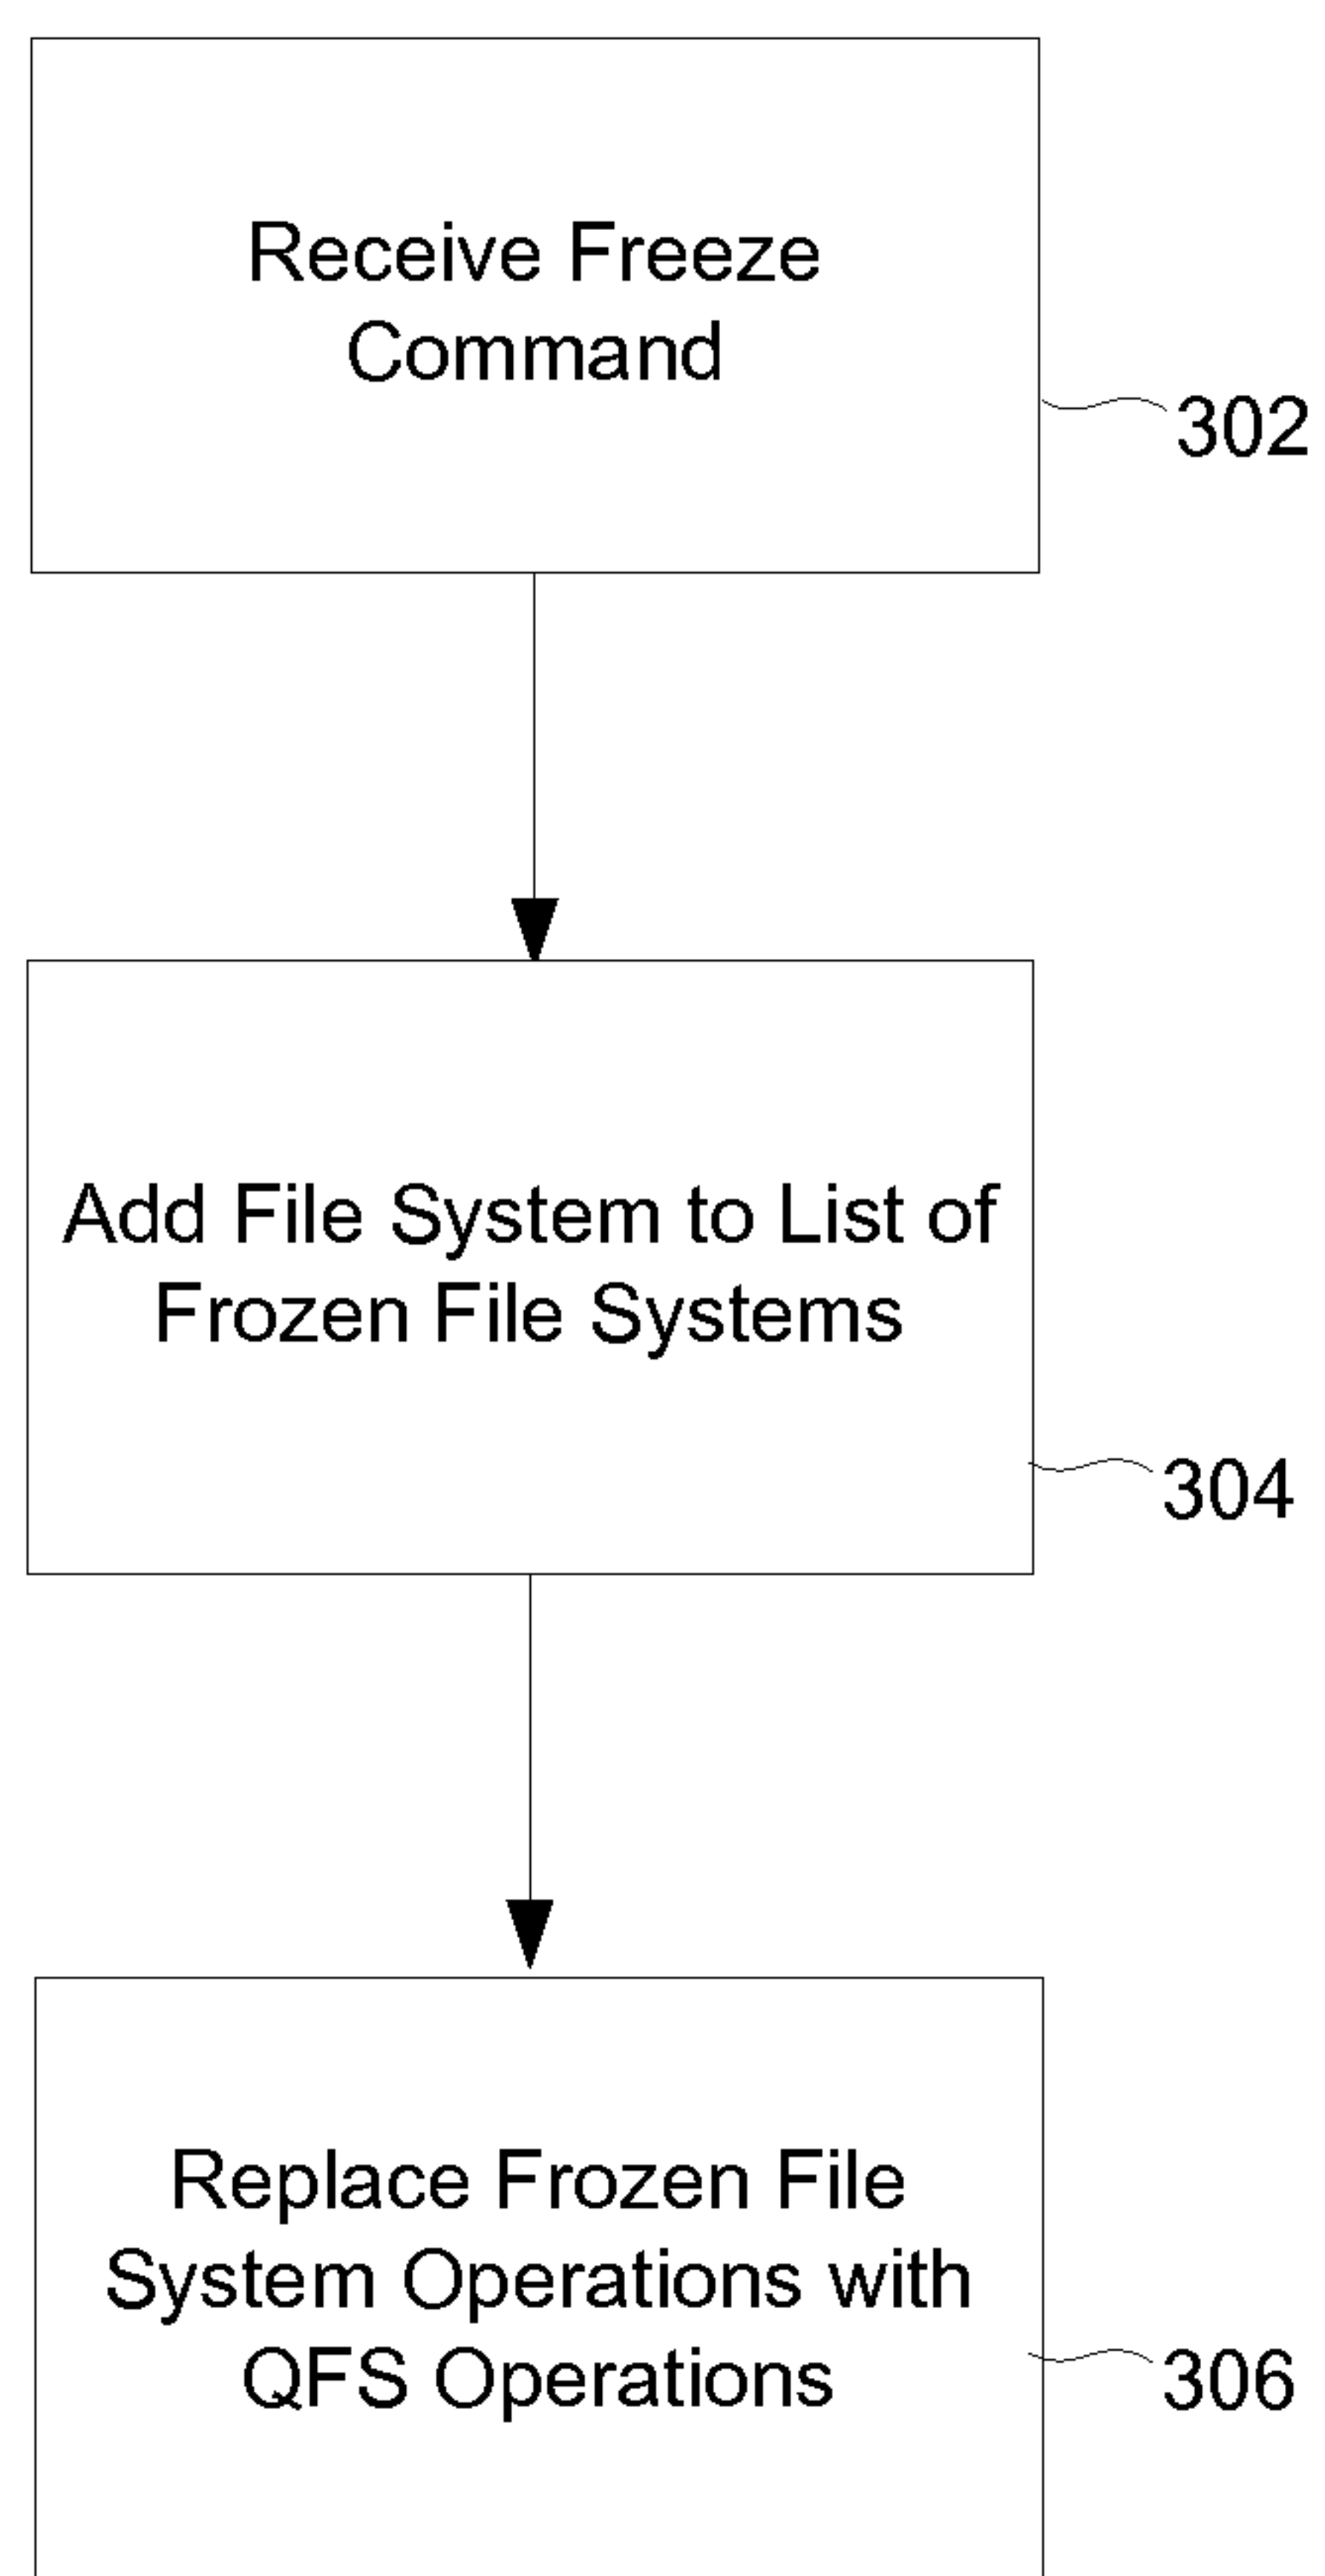 Receive Freeze
Command
302
Add File System to List of
Frozen File Systems
304
Replace Frozen File
System Operations with
QFS Operations
306